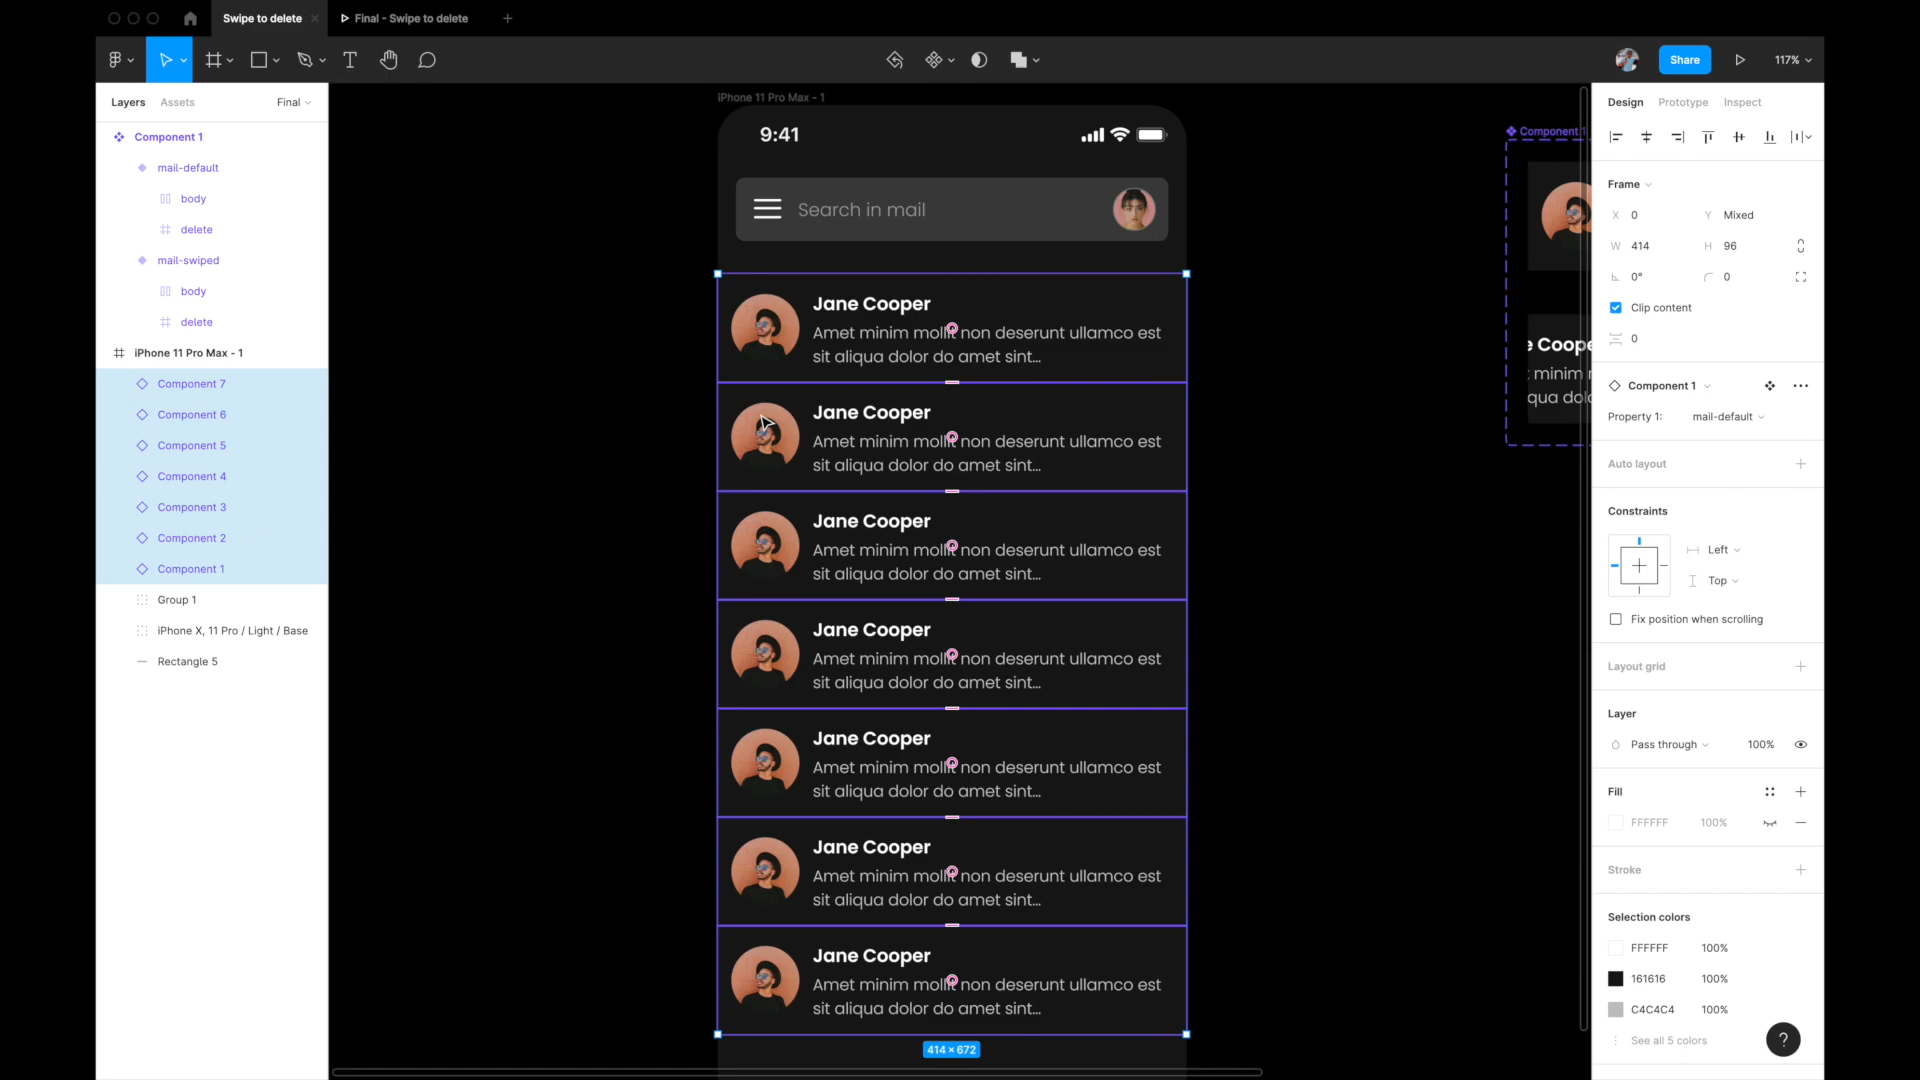 Swipe to delete
Final - Swipe to delete
Share
117%
Layers
Assets
Final
Component 1
mail-default
body
delete
mail-swiped
body
delete
iPhone 11 Pro Max - 1
Component 7
Component 6
Component 5
Component 4
Component 3
Component 2
Component 1
Group 1
iPhone X, 11 Pro / Light / Base
Rectangle 5
iPhone 11 Pro Max - 1
9:41
Search in mail
Jane Cooper
Amet minim mollit non deserunt ullamco est
sit aliqua dolor do amet sint...
Jane Cooper
Amet minim mollit non deserunt ullamco est
sit aliqua dolor do amet sint...
Jane Cooper
Amet minim mollit non deserunt ullamco est
sit aliqua dolor do amet sint...
Jane Cooper
Amet minim mollit non deserunt ullamco est
sit aliqua dolor do amet sint...
Jane Cooper
Amet minim mollit non deserunt ullamco est
sit aliqua dolor do amet sint...
Jane Cooper
Amet minim mollit non deserunt ullamco est
sit aliqua dolor do amet sint...
Jane Cooper
Amet minim mollit non deserunt ullamco est
sit aliqua dolor do amet sint...
414 × 672
Component 1
e Coope
t minim
qua dol
Design
Prototype
Inspect
Frame
X 0
Y Mixed
W 414
H 96
0°
0
Clip content
0
Component 1
Property 1:
mail-default
Auto layout
Constraints
Left
Top
Fix position when scrolling
Layout grid
Layer
Pass through
100%
Fill
FFFFFF
100%
Stroke
Selection colors
FFFFFF
100%
161616
100%
C4C4C4
100%
See all 5 colors
?